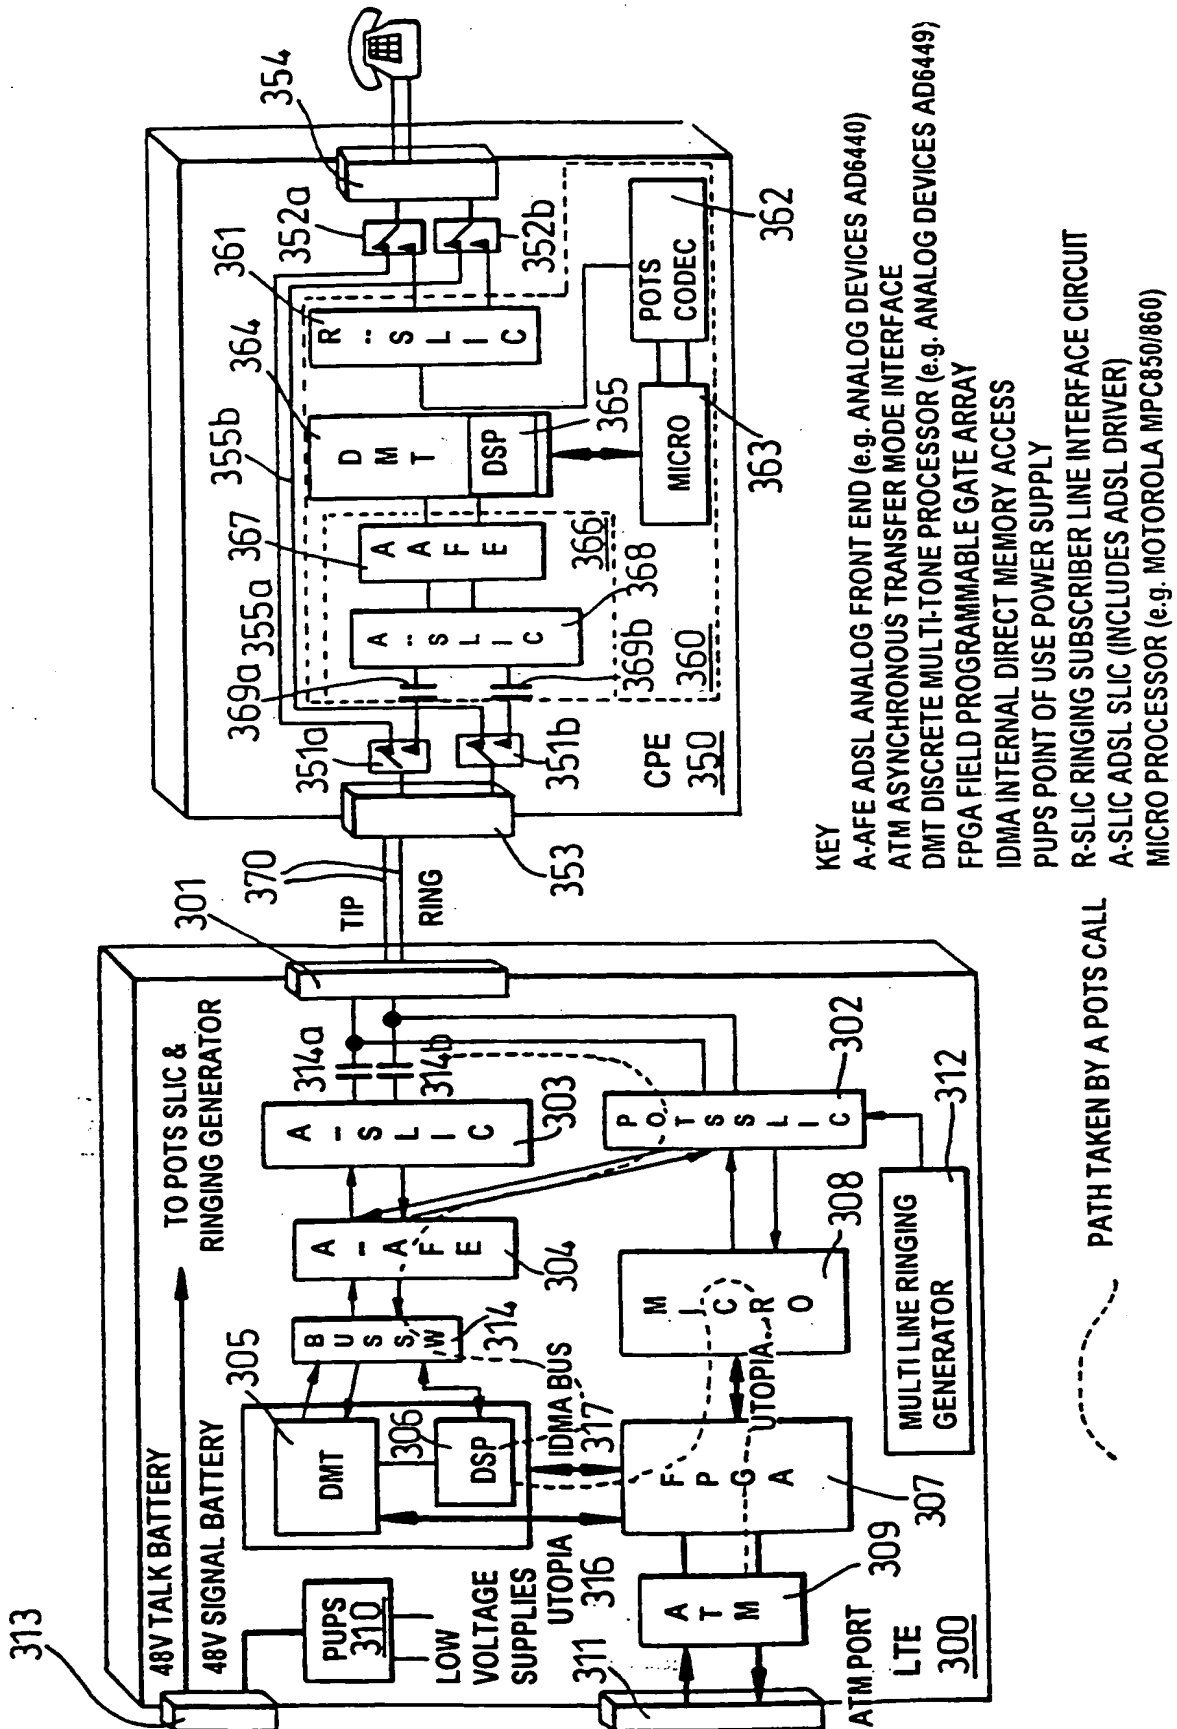 313
48V TALK BATTERY
48V SIGNAL BATTERY
TO POTS SLIC &
RINGING GENERATOR
PUPS
310
LOW
VOLTAGE
SUPPLIES
305
DMT
306
DSP
BUS SW
314
A-AFE
304
A-SLIC
303
314a
314b
301
TIP
RING
370
IDMA BUS
317
UTOPIA
316
FPGA
307
UTOPIA
MICRO
308
POTS SLIC
302
312
MULTI LINE RINGING
GENERATOR
ATM
309
311
ATM PORT
LTE
300
PATH TAKEN BY A POTS CALL
353
351a
351b
CPE
350
369a
369b
355a
355b
A-SLIC
368
367
A-AFE
366
360
364
DMT
DSP
365
361
R-SLIC
352a
352b
354
MICRO
363
POTS
CODEC
362
KEY
A-AFE ADSL ANALOG FRONT END (e.g. ANALOG DEVICES AD6440)
ATM ASYNCHRONOUS TRANSFER MODE INTERFACE
DMT DISCRETE MULTI-TONE PROCESSOR (e.g. ANALOG DEVICES AD6449)
FPGA FIELD PROGRAMMABLE GATE ARRAY
IDMA INTERNAL DIRECT MEMORY ACCESS
PUPS POINT OF USE POWER SUPPLY
R-SLIC RINGING SUBSCRIBER LINE INTERFACE CIRCUIT
A-SLIC ADSL SLIC (INCLUDES ADSL DRIVER)
MICRO PROCESSOR (e.g. MOTOROLA MPC850/860)